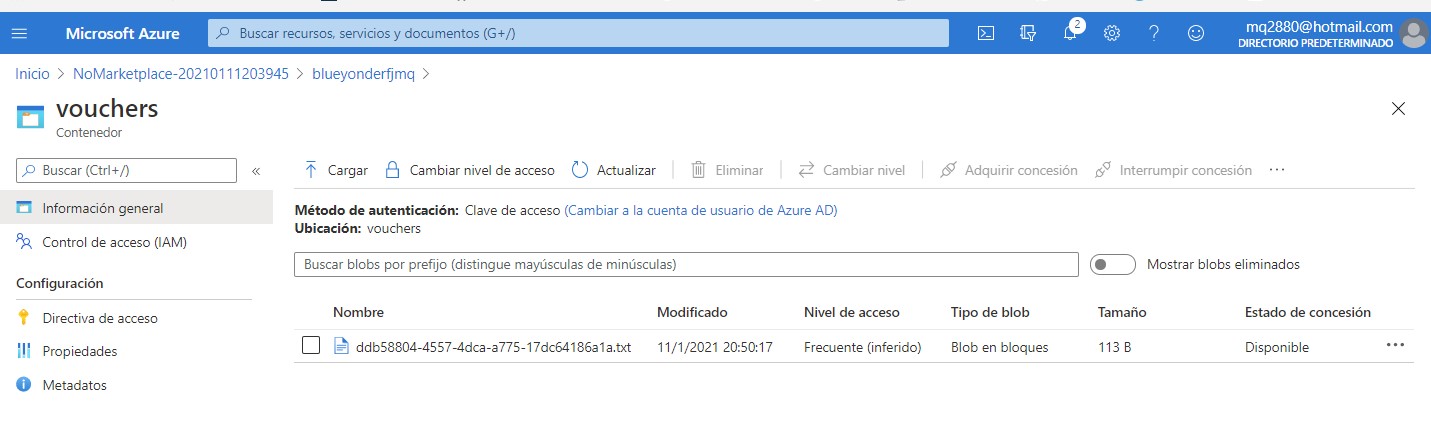 Microsoft Azure
Buscar recursos, servicios y documentos (G+/)
2
mq2880@hotmail.com
DIRECTORIO PREDETERMINADO
Inicio > NoMarketplace-20210111203945 > blueyonderfjmq >
vouchers
Contenedor
Buscar (Ctrl+/)
«
Cargar Cambiar nivel de acceso Actualizar Eliminar Cambiar nivel Adquirir concesión Interrumpir concesión ...
Información general
Control de acceso (IAM)
Configuración
Directiva de acceso
Propiedades
Metadatos
Método de autenticación: Clave de acceso (Cambiar a la cuenta de usuario de Azure AD)
Ubicación: vouchers
Buscar blobs por prefijo (distingue mayúsculas de minúsculas)
Mostrar blobs eliminados
Nombre Modificado Nivel de acceso Tipo de blob Tamaño Estado de concesión
ddb58804-4557-4dca-a775-17dc64186a1a.txt 11/1/2021 20:50:17 Frecuente (inferido) Blob en bloques 113 B Disponible ...